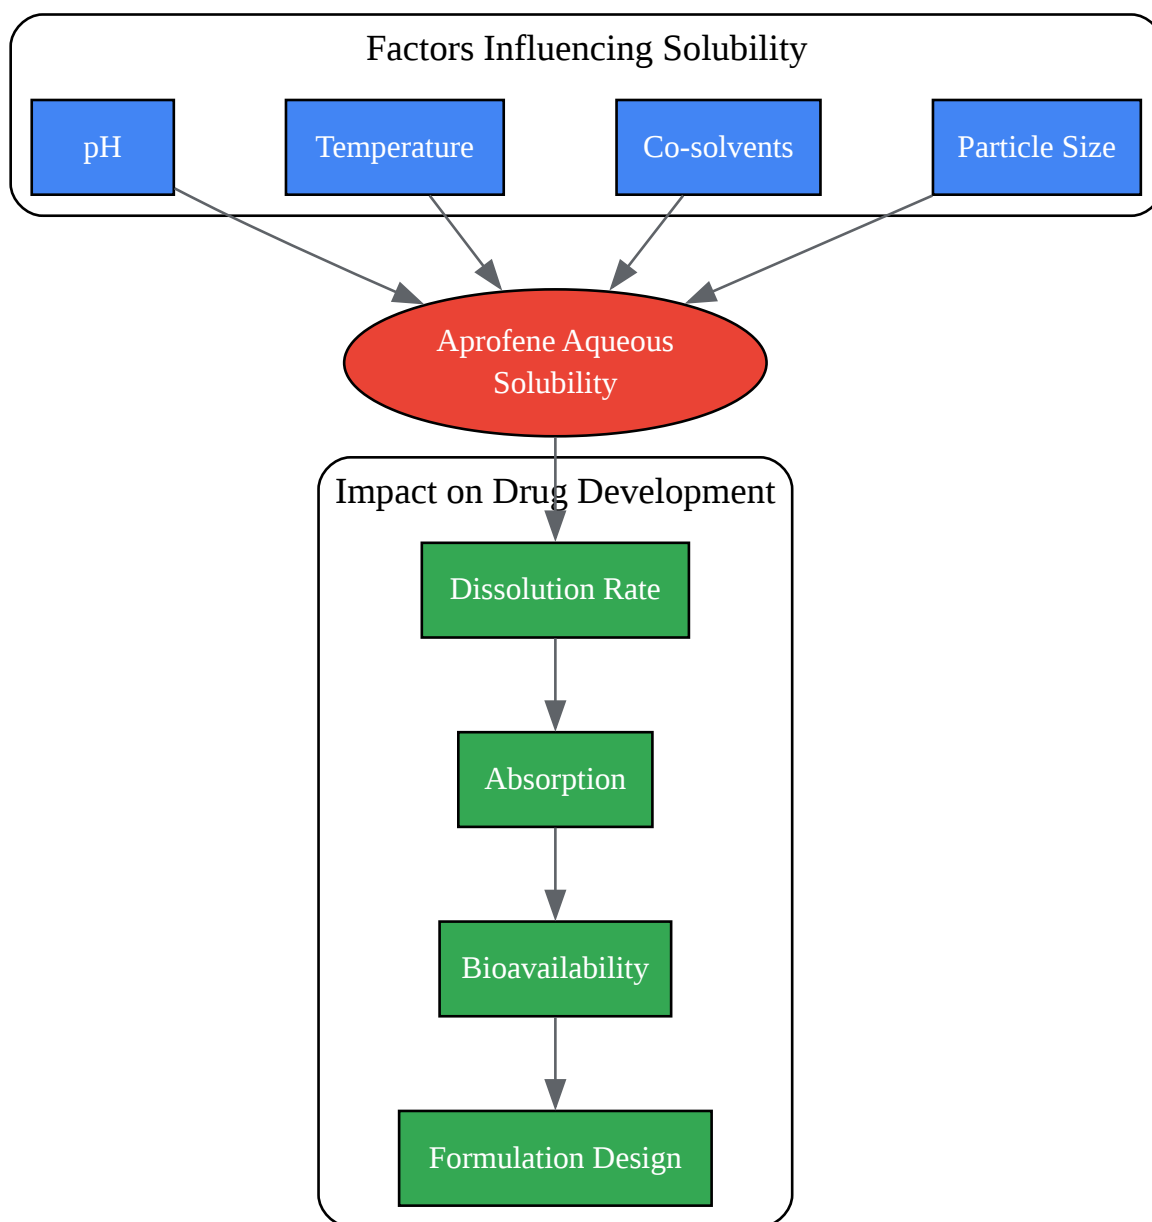 Factors Influencing Solubility
pH
Temperature
Co-solvents
Particle Size
Aprofene Aqueous
Solubility
Impact on Drug Development
Dissolution Rate
Absorption
Bioavailability
Formulation Design